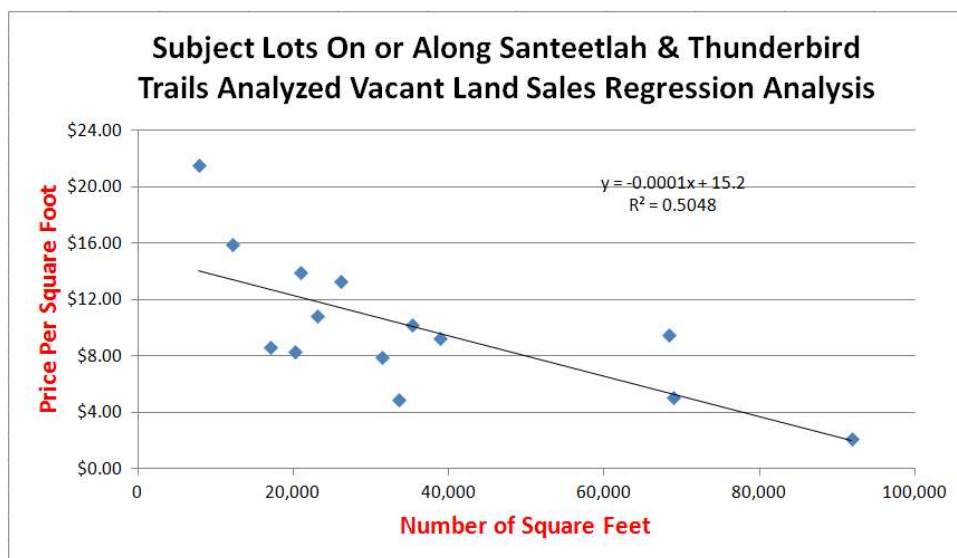 Subject Lots On or Along Santeetlah & Thunderbird
Trails Analyzed Vacant Land Sales Regression Analysis
$24.00
$20.00
$16.00
$12.00
$8.00
$4.00
$0.00
Price Per Square Foot
y = -0.0001x + 15.2
R² = 0.5048
0
20,000
40,000
60,000
80,000
100,000
Number of Square Feet